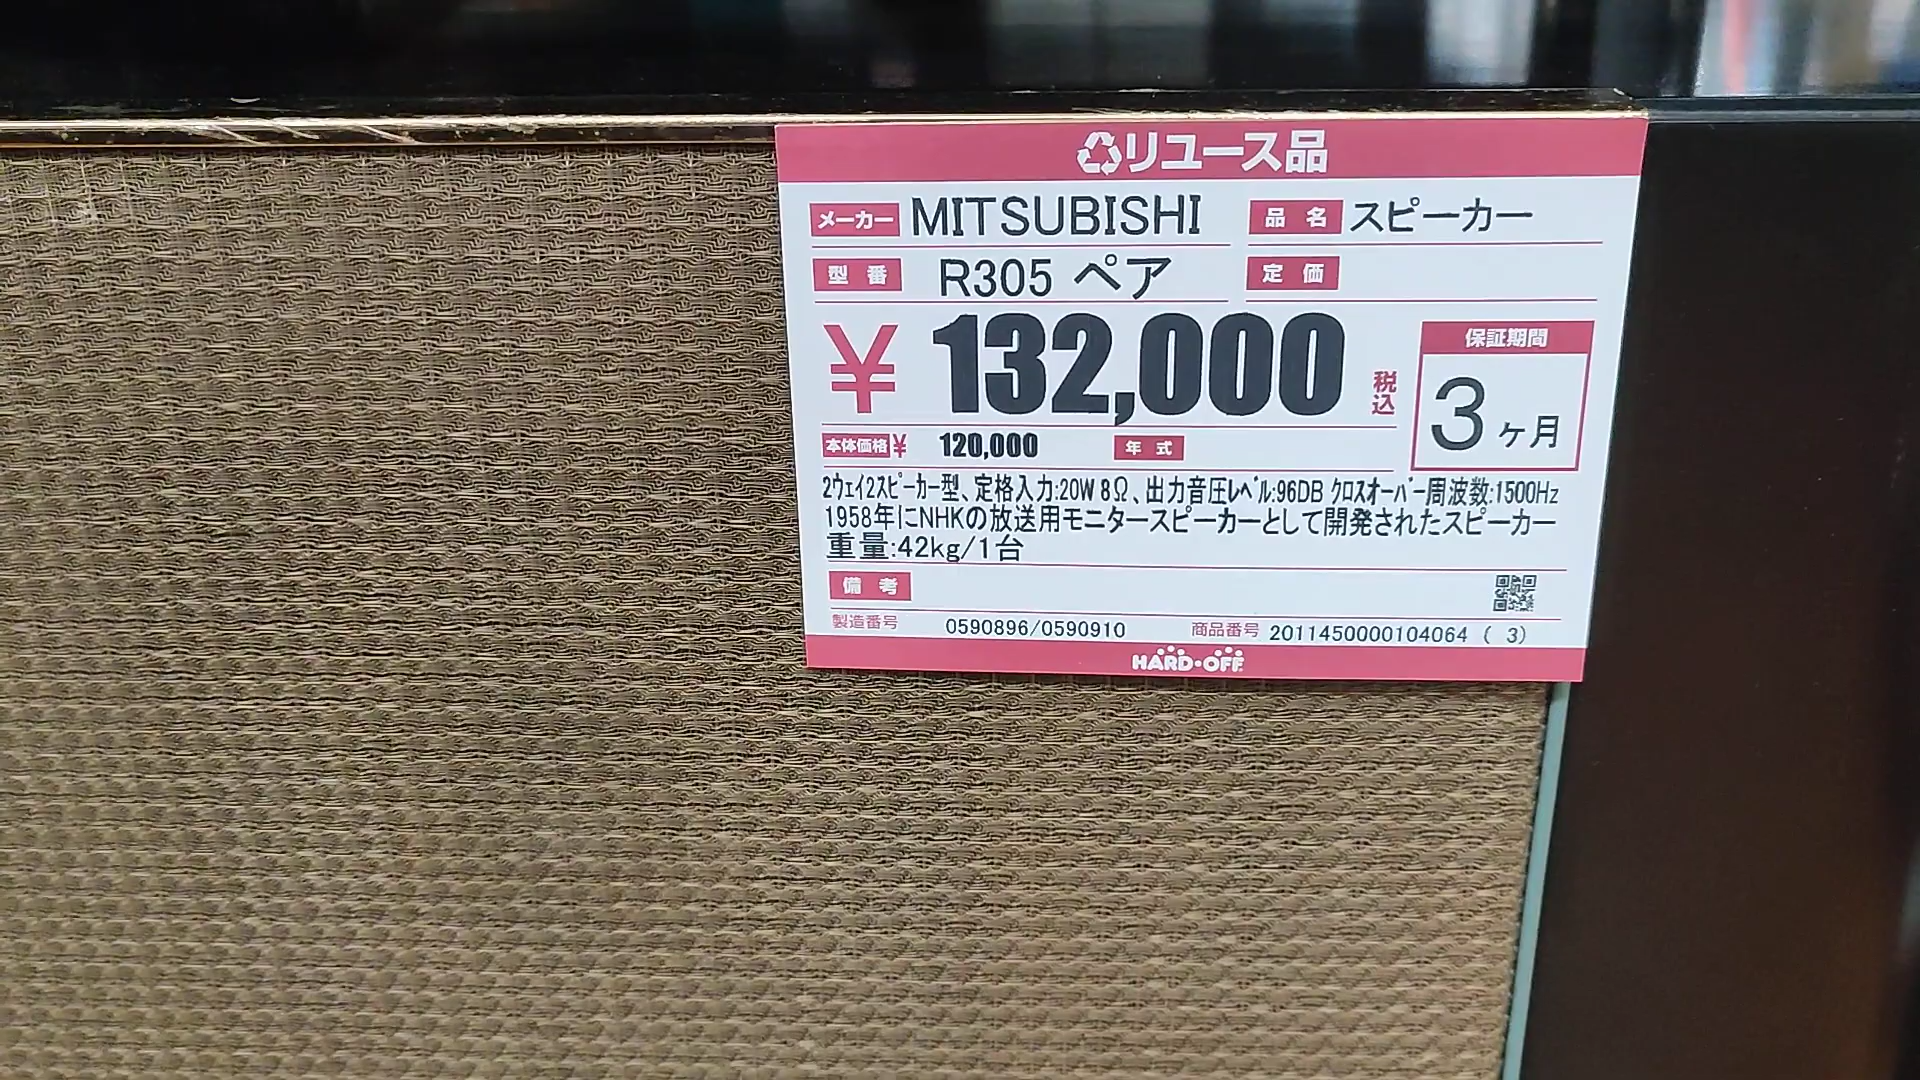 リユース品
メーカー MITSUBISHI 品名 スピーカー
型番 R305 ペア 定価
¥132,000 税込 保証期間 3ヶ月
本体価格¥ 120,000 年式
2ウェイ2スピーカー型、定格入力:20W 8Ω、出力音圧レベル:96DB クロスオーバー周波数:1500Hz
1958年にNHKの放送用モニタースピーカーとして開発されたスピーカー
重量:42kg/1台
備考
製造番号 0590896/0590910 商品番号 2011450000104064 ( 3)
HARD・OFF